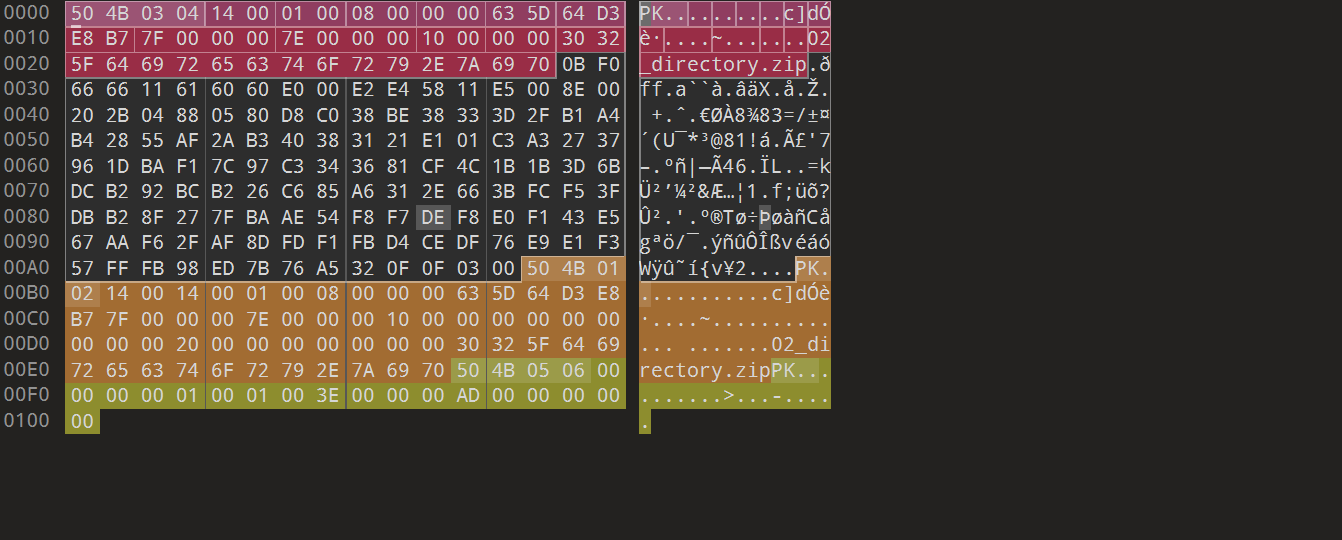 0000 50 4B 03 04 14 00 01 00 08 00 00 00 63 5D 64 D3 PK..........c]dÓ
0010 E8 B7 7F 00 00 00 7E 00 00 00 10 00 00 00 30 32 è·....~.......02
0020 5F 64 69 72 65 63 74 6F 72 79 2E 7A 69 70 0B F0 _directory.zip.ð
0030 66 66 11 61 60 60 E0 00 E2 E4 58 11 E5 00 8E 00 ff.a``à.âäX.å.Ž.
0040 20 2B 04 88 05 80 D8 C0 38 BE 38 33 3D 2F B1 A4 +.ˆ.€ØÀ8¾83=/±¤
0050 B4 28 55 AF 2A B3 40 38 31 21 E1 01 C3 A3 27 37 ´(U¯*³@81!á.Ã£'7
0060 96 1D BA F1 7C 97 C3 34 36 81 CF 4C 1B 1B 3D 6B –.ºñ|—Ã46.ÏL..=k
0070 DC B2 92 BC B2 26 C6 85 A6 31 2E 66 3B FC F5 3F Ü²’¼²&Æ…¦1.f;üõ?
0080 DB B2 8F 27 7F BA AE 54 F8 F7 DE F8 E0 F1 43 E5 Û².'.º®Tø÷ÞøàñCå
0090 67 AA F6 2F AF 8D FD F1 FB D4 CE DF 76 E9 E1 F3 gªö/¯.ýñûÔÎßvéáó
00A0 57 FF FB 98 ED 7B 76 A5 32 0F 0F 03 00 50 4B 01 Wÿû˜í{v¥2....PK.
00B0 02 14 00 14 00 01 00 08 00 00 00 63 5D 64 D3 E8 ...........c]dÓè
00C0 B7 7F 00 00 00 7E 00 00 00 10 00 00 00 00 00 00 ·....~..........
00D0 00 00 00 20 00 00 00 00 00 00 00 30 32 5F 64 69 ... .......02_di
00E0 72 65 63 74 6F 72 79 2E 7A 69 70 50 4B 05 06 00 rectory.zipPK...
00F0 00 00 00 01 00 01 00 3E 00 00 00 AD 00 00 00 00 .......>...-....
0100 00 .